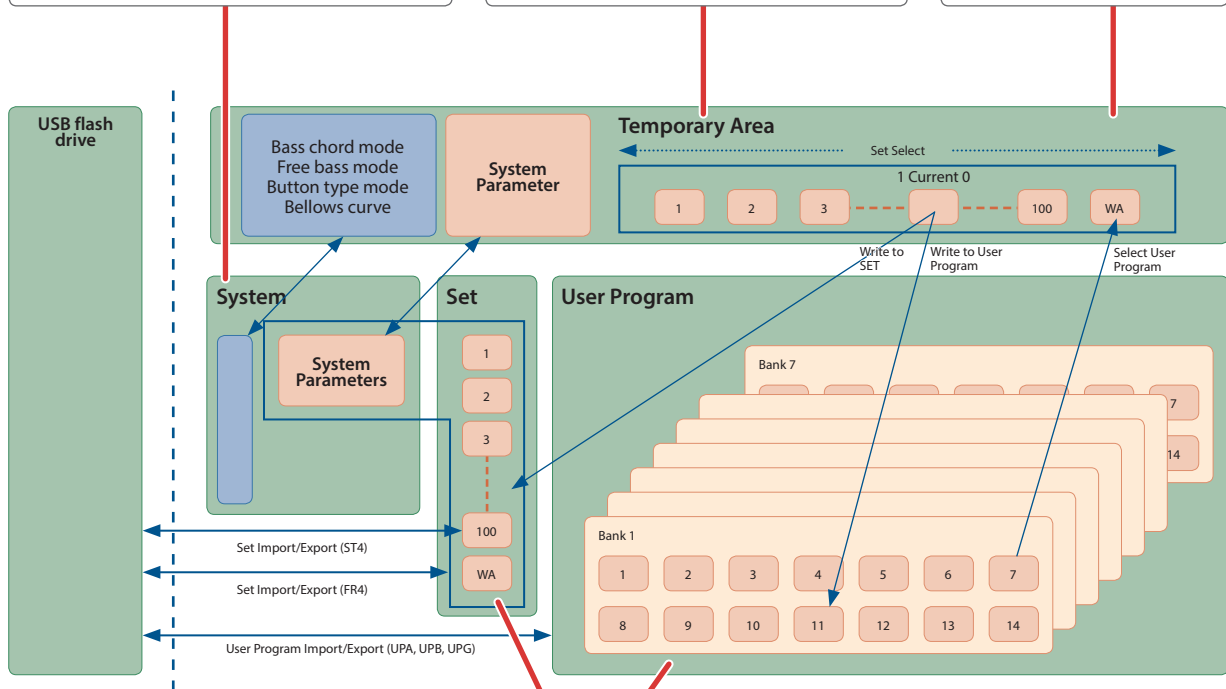 USB flash
drive
Bass chord mode
Free bass mode
Button type mode
Bellows curve
System
Parameter
Temporary Area
Set Select
1 Current 0
1
2
3
100
WA
Write to
SET
Write to User
Program
Select User
Program
System
System
Parameters
Set
1
2
3
100
WA
User Program
Bank 7
7
14
Bank 1
1
2
3
4
5
6
7
8
9
10
11
12
13
14
Set Import/Export (ST4)
Set Import/Export (FR4)
User Program Import/Export (UPA, UPB, UPG)